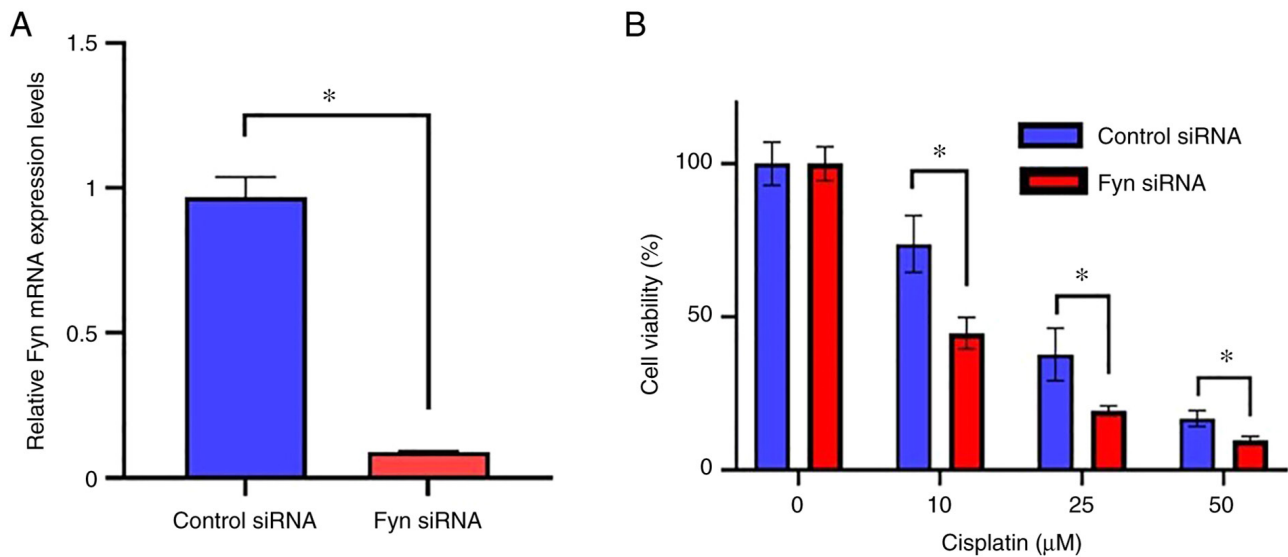 A
Relative Fyn mRNA expression levels
1.5
1
0.5
0
*
Control siRNA
Fyn siRNA
B
Cell viability (%)
100
50
0
*
*
*
Control siRNA
Fyn siRNA
0
10
25
50
Cisplatin (μM)